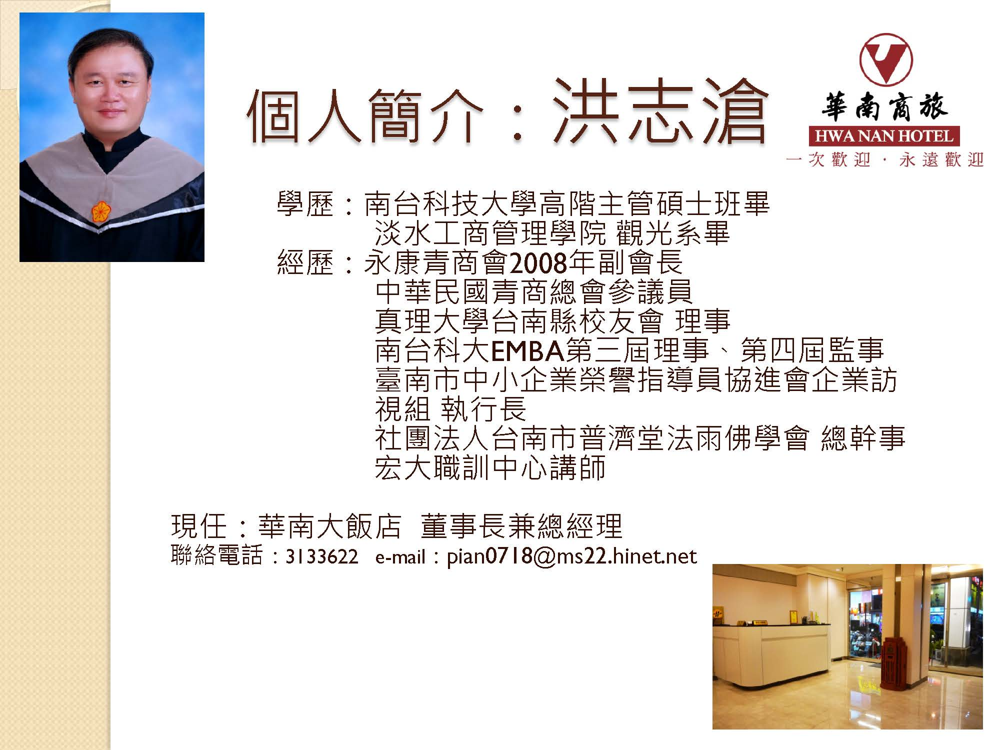 個人簡介：洪志滄
華南商旅
HWA NAN HOTEL
一次歡迎・永遠歡迎
學歷：南台科技大學高階主管碩士班畢
淡水工商管理學院 觀光系畢
經歷：永康青商會2008年副會長
中華民國青商總會參議員
真理大學台南縣校友會 理事
南台科大EMBA第三屆理事、第四屆監事
臺南市中小企業榮譽指導員協進會企業訪
視組 執行長
社團法人台南市普濟堂法雨佛學會 總幹事
宏大職訓中心講師
現任：華南大飯店 董事長兼總經理
聯絡電話：3133622 e-mail：pian0718@ms22.hinet.net